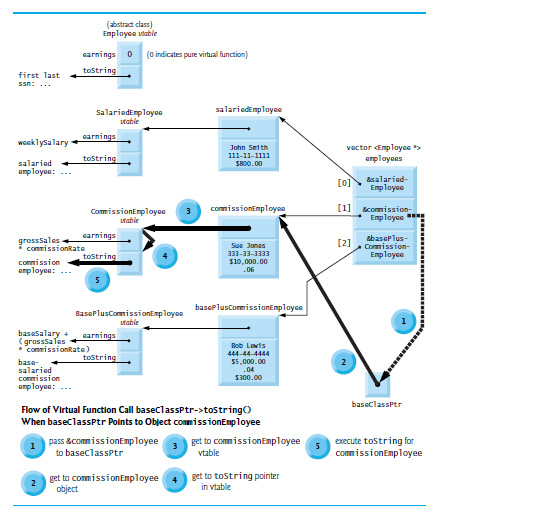 (abstract class)
Employee vtable
earnings 0 (0 indicates pure virtual function)
toString
first last
ssn: ...
SalariedEmployee
vtable
salariedEmployee
earnings
weeklySalary
toString
salaried
employee: ...
John Smith
111-11-1111
$800.00
vector <Employee *>
employees
[0] &salaried-
Employee
[1] &commission-
Employee
[2] &basePlus-
Commission-
Employee
CommissionEmployee
vtable
3
commissionEmployee
earnings
grossSales
* commissionRate
toString
commission
employee: ...
4
5
Sue Jones
333-33-3333
$10,000.00
.06
BasePlusCommissionEmployee
vtable
basePlusCommissionEmployee
earnings
baseSalary +
(grossSales
* commissionRate)
toString
base-
salaried
commission
employee: ...
Bob Lewis
444-44-4444
$5,000.00
.04
$300.00
1
2
baseClassPtr
Flow of Virtual Function Call baseClassPtr->toString()
When baseClassPtr Points to Object commissionEmployee
1 pass &commissionEmployee
to baseClassPtr
2 get to commissionEmployee
object
3 get to commissionEmployee
vtable
4 get to toString pointer
in vtable
5 execute toString for
commissionEmployee